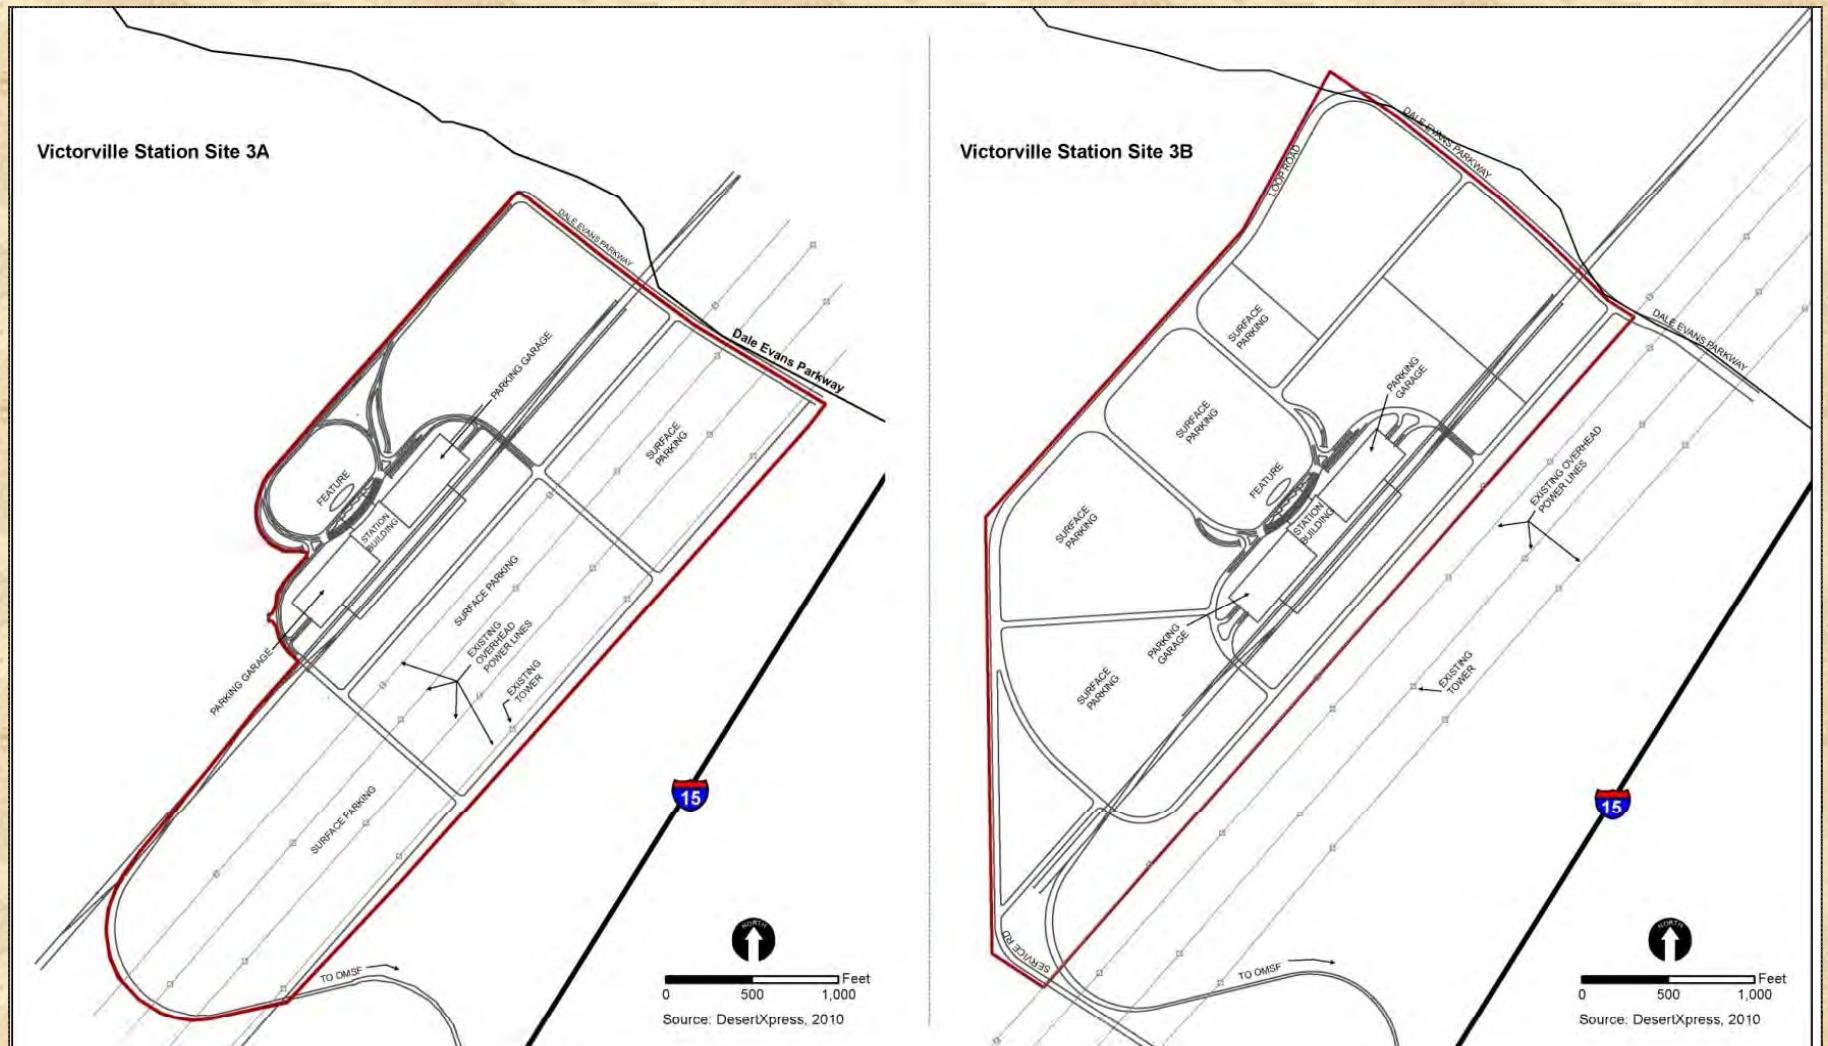 Victorville Station Site 3A
DALE EVANS PARKWAY
Dale Evans Parkway
PARKING GARAGE
SURFACE
PARKING
FEATURE
STATION
BUILDING
SURFACE PARKING
EXISTING
OVERHEAD
POWER LINES
EXISTING
TOWER
PARKING GARAGE
SURFACE PARKING
15
TO OMSF
NORTH
Feet
0 500 1,000
Source: DesertXpress, 2010
Victorville Station Site 3B
DALE EVANS PARKWAY
LOOP ROAD
DALE EVANS PARKWAY
SURFACE
PARKING
PARKING
GARAGE
SURFACE
PARKING
EXISTING OVERHEAD
POWER LINES
FEATURE
STATION
BUILDING
SURFACE
PARKING
PARKING
GARAGE
SURFACE
PARKING
EXISTING
TOWER
15
SERVICE RD
TO OMSF
NORTH
Feet
0 500 1,000
Source: DesertXpress, 2010